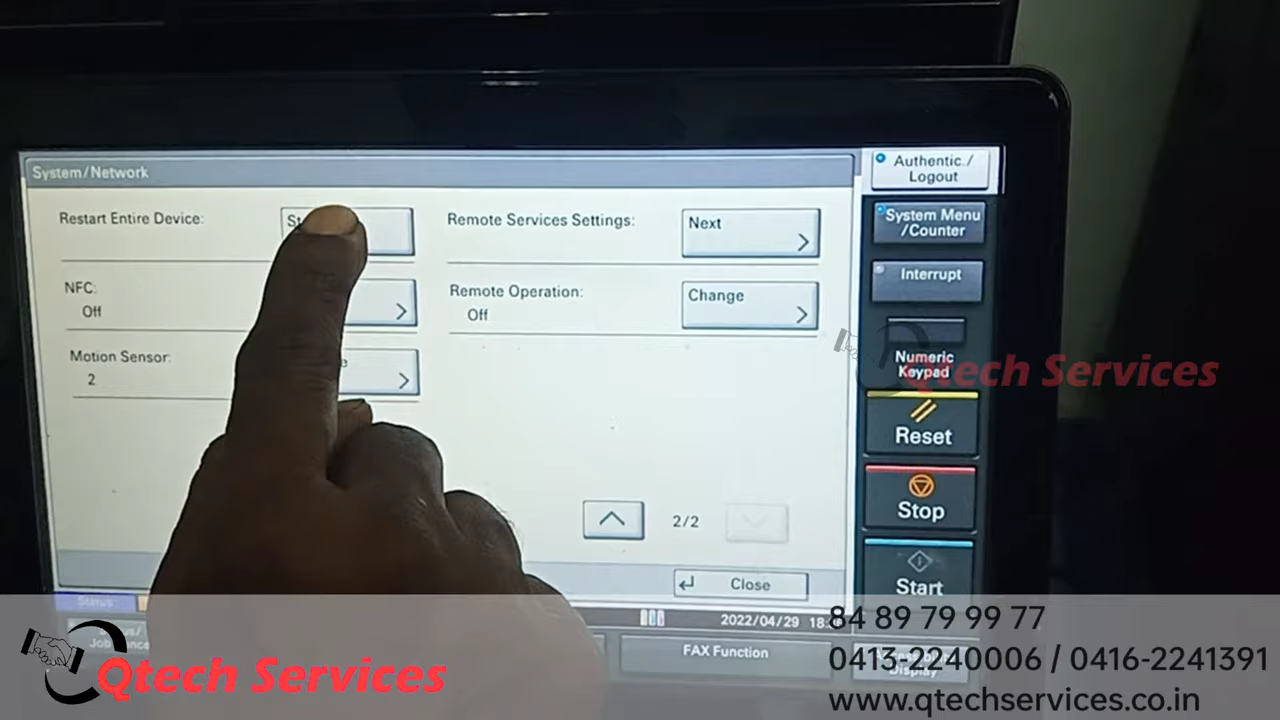 System/Network
Authentic./
Logout
Restart Entire Device:
Remote Services Settings:
Next
System Menu
/Counter
NFC:
Off
Remote Operation:
Off
Change
Interrupt
Motion Sensor:
2
Numeric
Keypad
Qtech Services
Reset
Stop
2/2
Close
Start
Status
2022/04/29
FAX Function
Display
Qtech Services
84 89 79 99 77
0413-2240006 / 0416-2241391
www.qtechservices.co.in